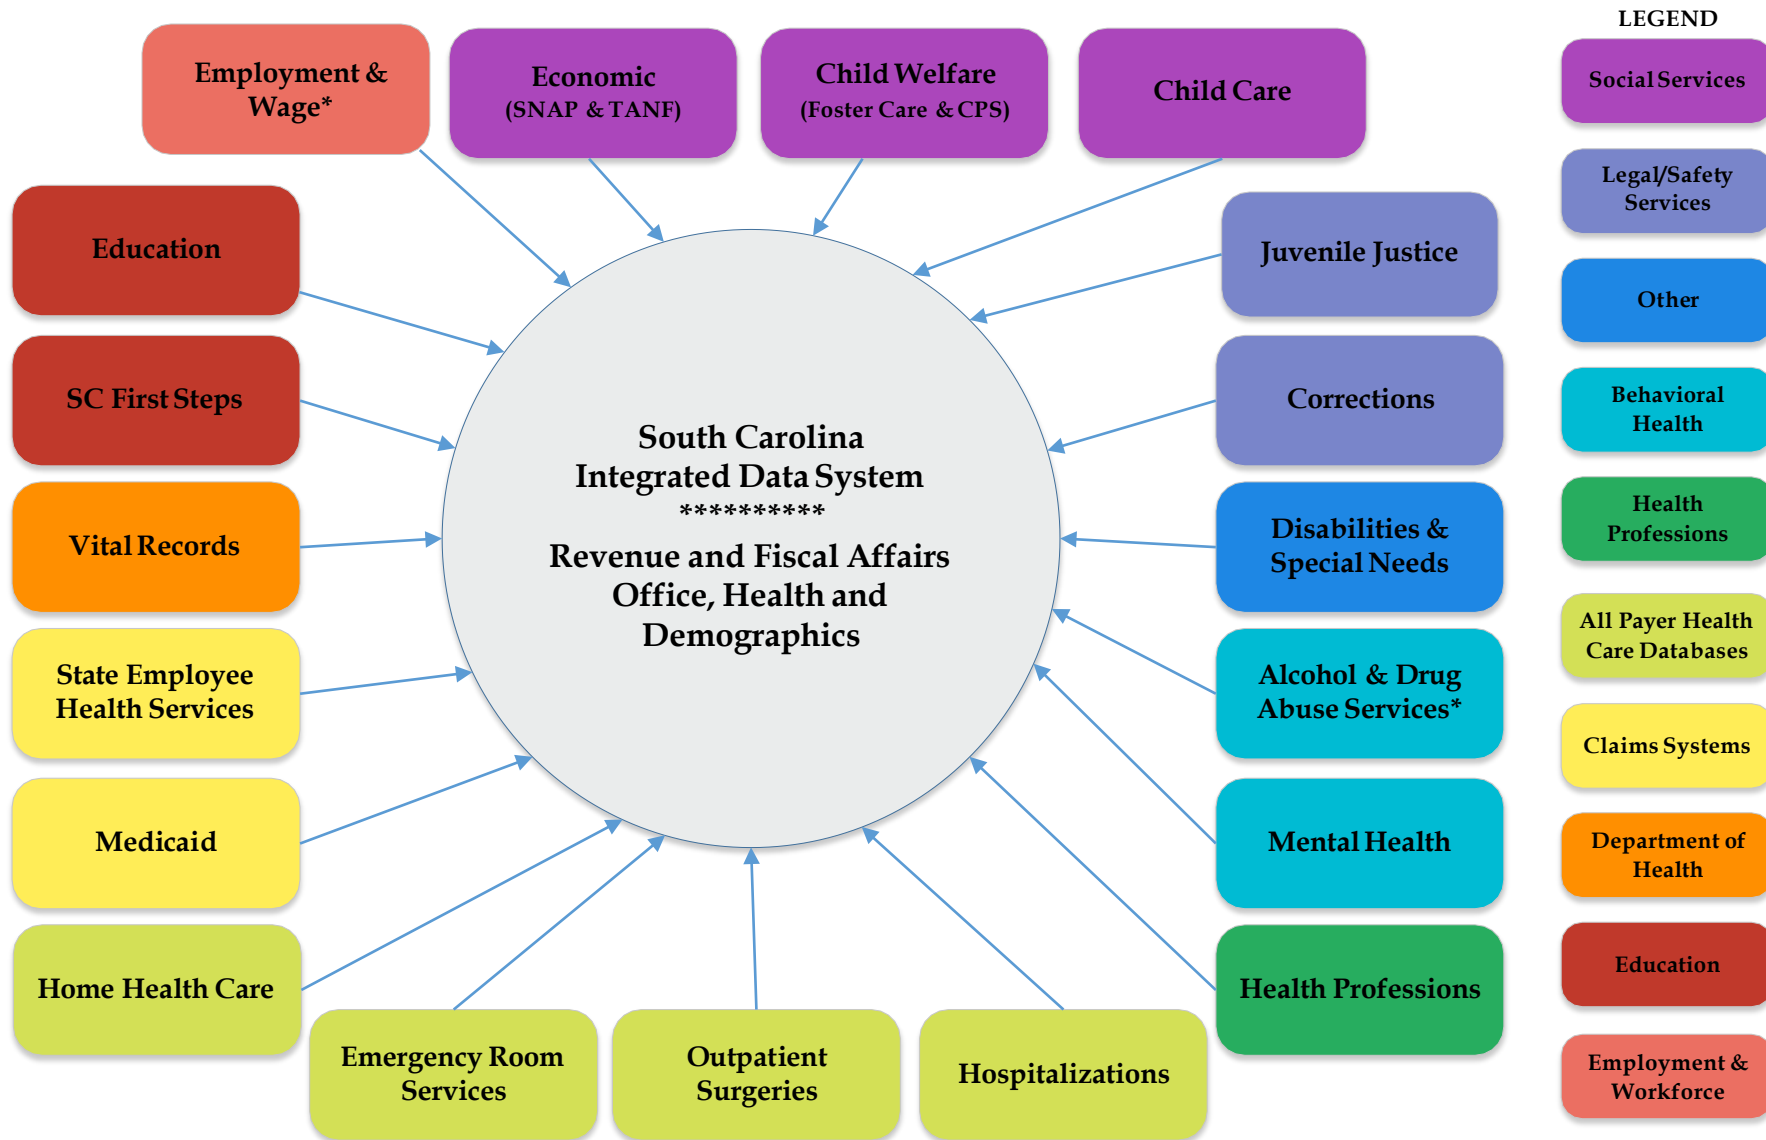 LEGEND
Employment &
Wage*
Economic
(SNAP & TANF)
Child Welfare
(Foster Care & CPS)
Child Care
Education
SC First Steps
Vital Records
State Employee
Health Services
Medicaid
Home Health Care
Emergency Room
Services
Outpatient
Surgeries
Hospitalizations
South Carolina
Integrated Data System
**********
Revenue and Fiscal Affairs
Office, Health and
Demographics
Juvenile Justice
Corrections
Disabilities &
Special Needs
Alcohol & Drug
Abuse Services*
Mental Health
Health Professions
Social Services
Legal/Safety
Services
Other
Behavioral
Health
Health
Professions
All Payer Health
Care Databases
Claims Systems
Department of
Health
Education
Employment &
Workforce